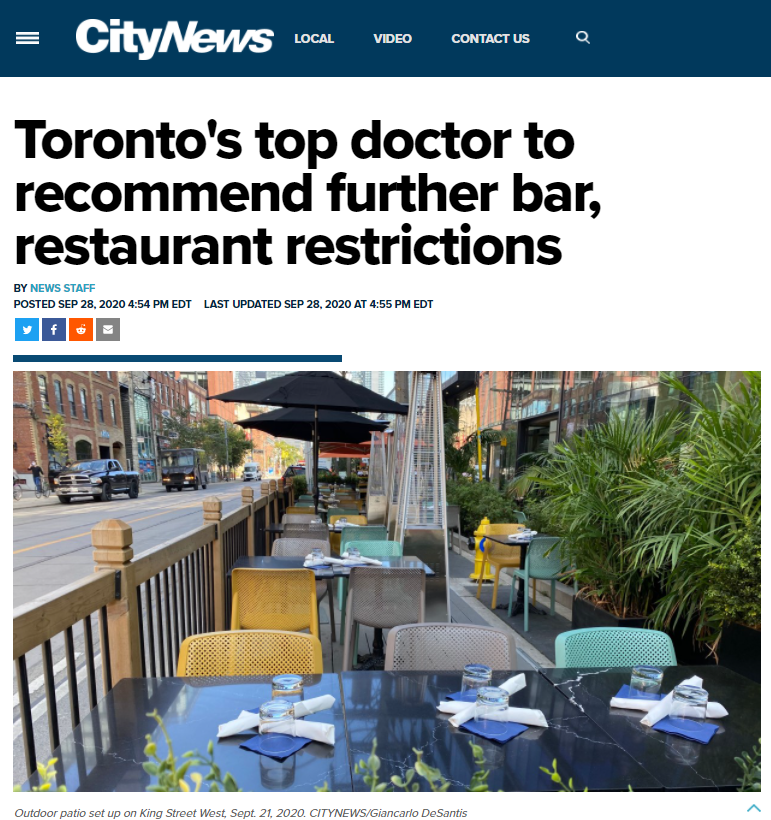 CityNews LOCAL VIDEO CONTACT US
Toronto's top doctor to
recommend further bar,
restaurant restrictions
BY NEWS STAFF
POSTED SEP 28, 2020 4:54 PM EDT LAST UPDATED SEP 28, 2020 AT 4:55 PM EDT
Outdoor patio set up on King Street West, Sept. 21, 2020. CITYNEWS/Giancarlo DeSantis